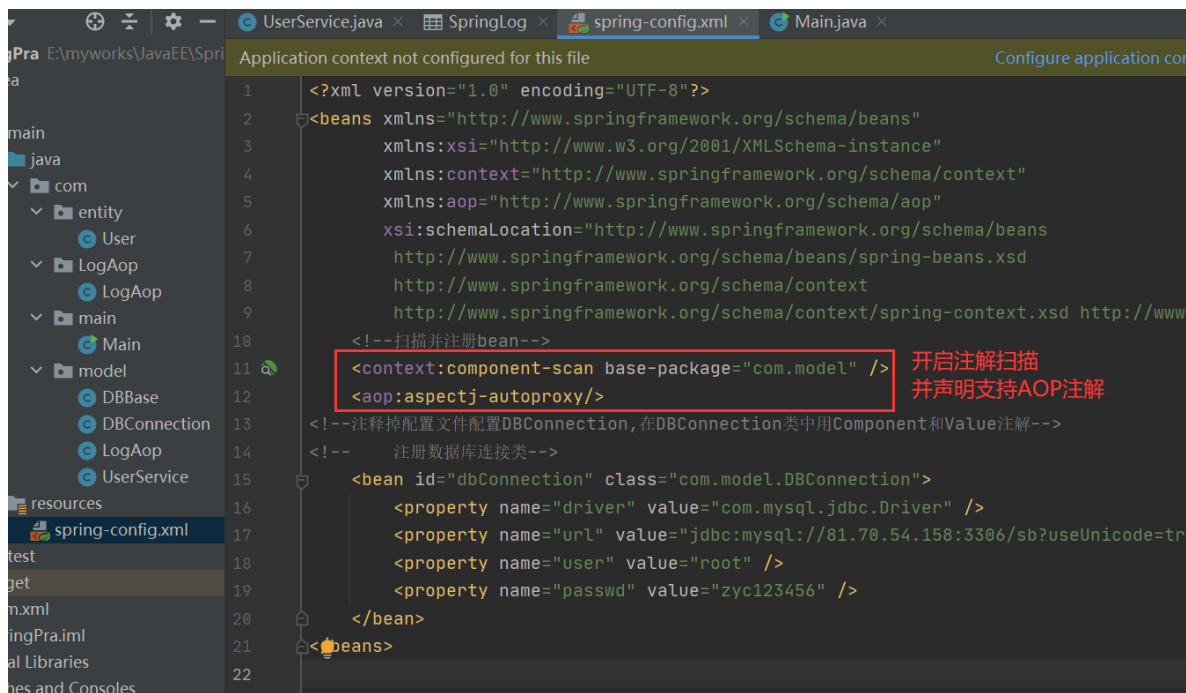 UserService.java
SpringLog
spring-config.xml
Main.java
E:\myworks\JavaEE\Spri
Application context not configured for this file
Configure application
main
java
com
entity
User
LogAop
LogAop
main
Main
model
DBBase
DBConnection
LogAop
UserService
resources
spring-config.xml
test
al Libraries
nes and Consoles
1 <?xml version="1.0" encoding="UTF-8"?>
2 <beans xmlns="http://www.springframework.org/schema/beans"
3 xmlns:xsi="http://www.w3.org/2001/XMLSchema-instance"
4 xmlns:context="http://www.springframework.org/schema/context"
5 xmlns:aop="http://www.springframework.org/schema/aop"
6 xsi:schemaLocation="http://www.springframework.org/schema/beans
7 http://www.springframework.org/schema/beans/spring-beans.xsd
8 http://www.springframework.org/schema/context
9 http://www.springframework.org/schema/context/spring-context.xsd http://www
10 <!--扫描并注册bean-->
11 <context:component-scan base-package="com.model" />
12 <aop:aspectj-autoproxy/>
开启注解扫描
并声明支持AOP注解
13 <!--注释掉配置文件配置DBConnection,在DBConnection类中用Component和Value注解-->
14 <!-- 注册数据库连接类-->
15 <bean id="dbConnection" class="com.model.DBConnection">
16 <property name="driver" value="com.mysql.jdbc.Driver" />
17 <property name="url" value="jdbc:mysql://81.70.54.158:3306/sb?useUnicode=tr
18 <property name="user" value="root" />
19 <property name="passwd" value="zyc123456" />
20 </bean>
21 <beans>
22